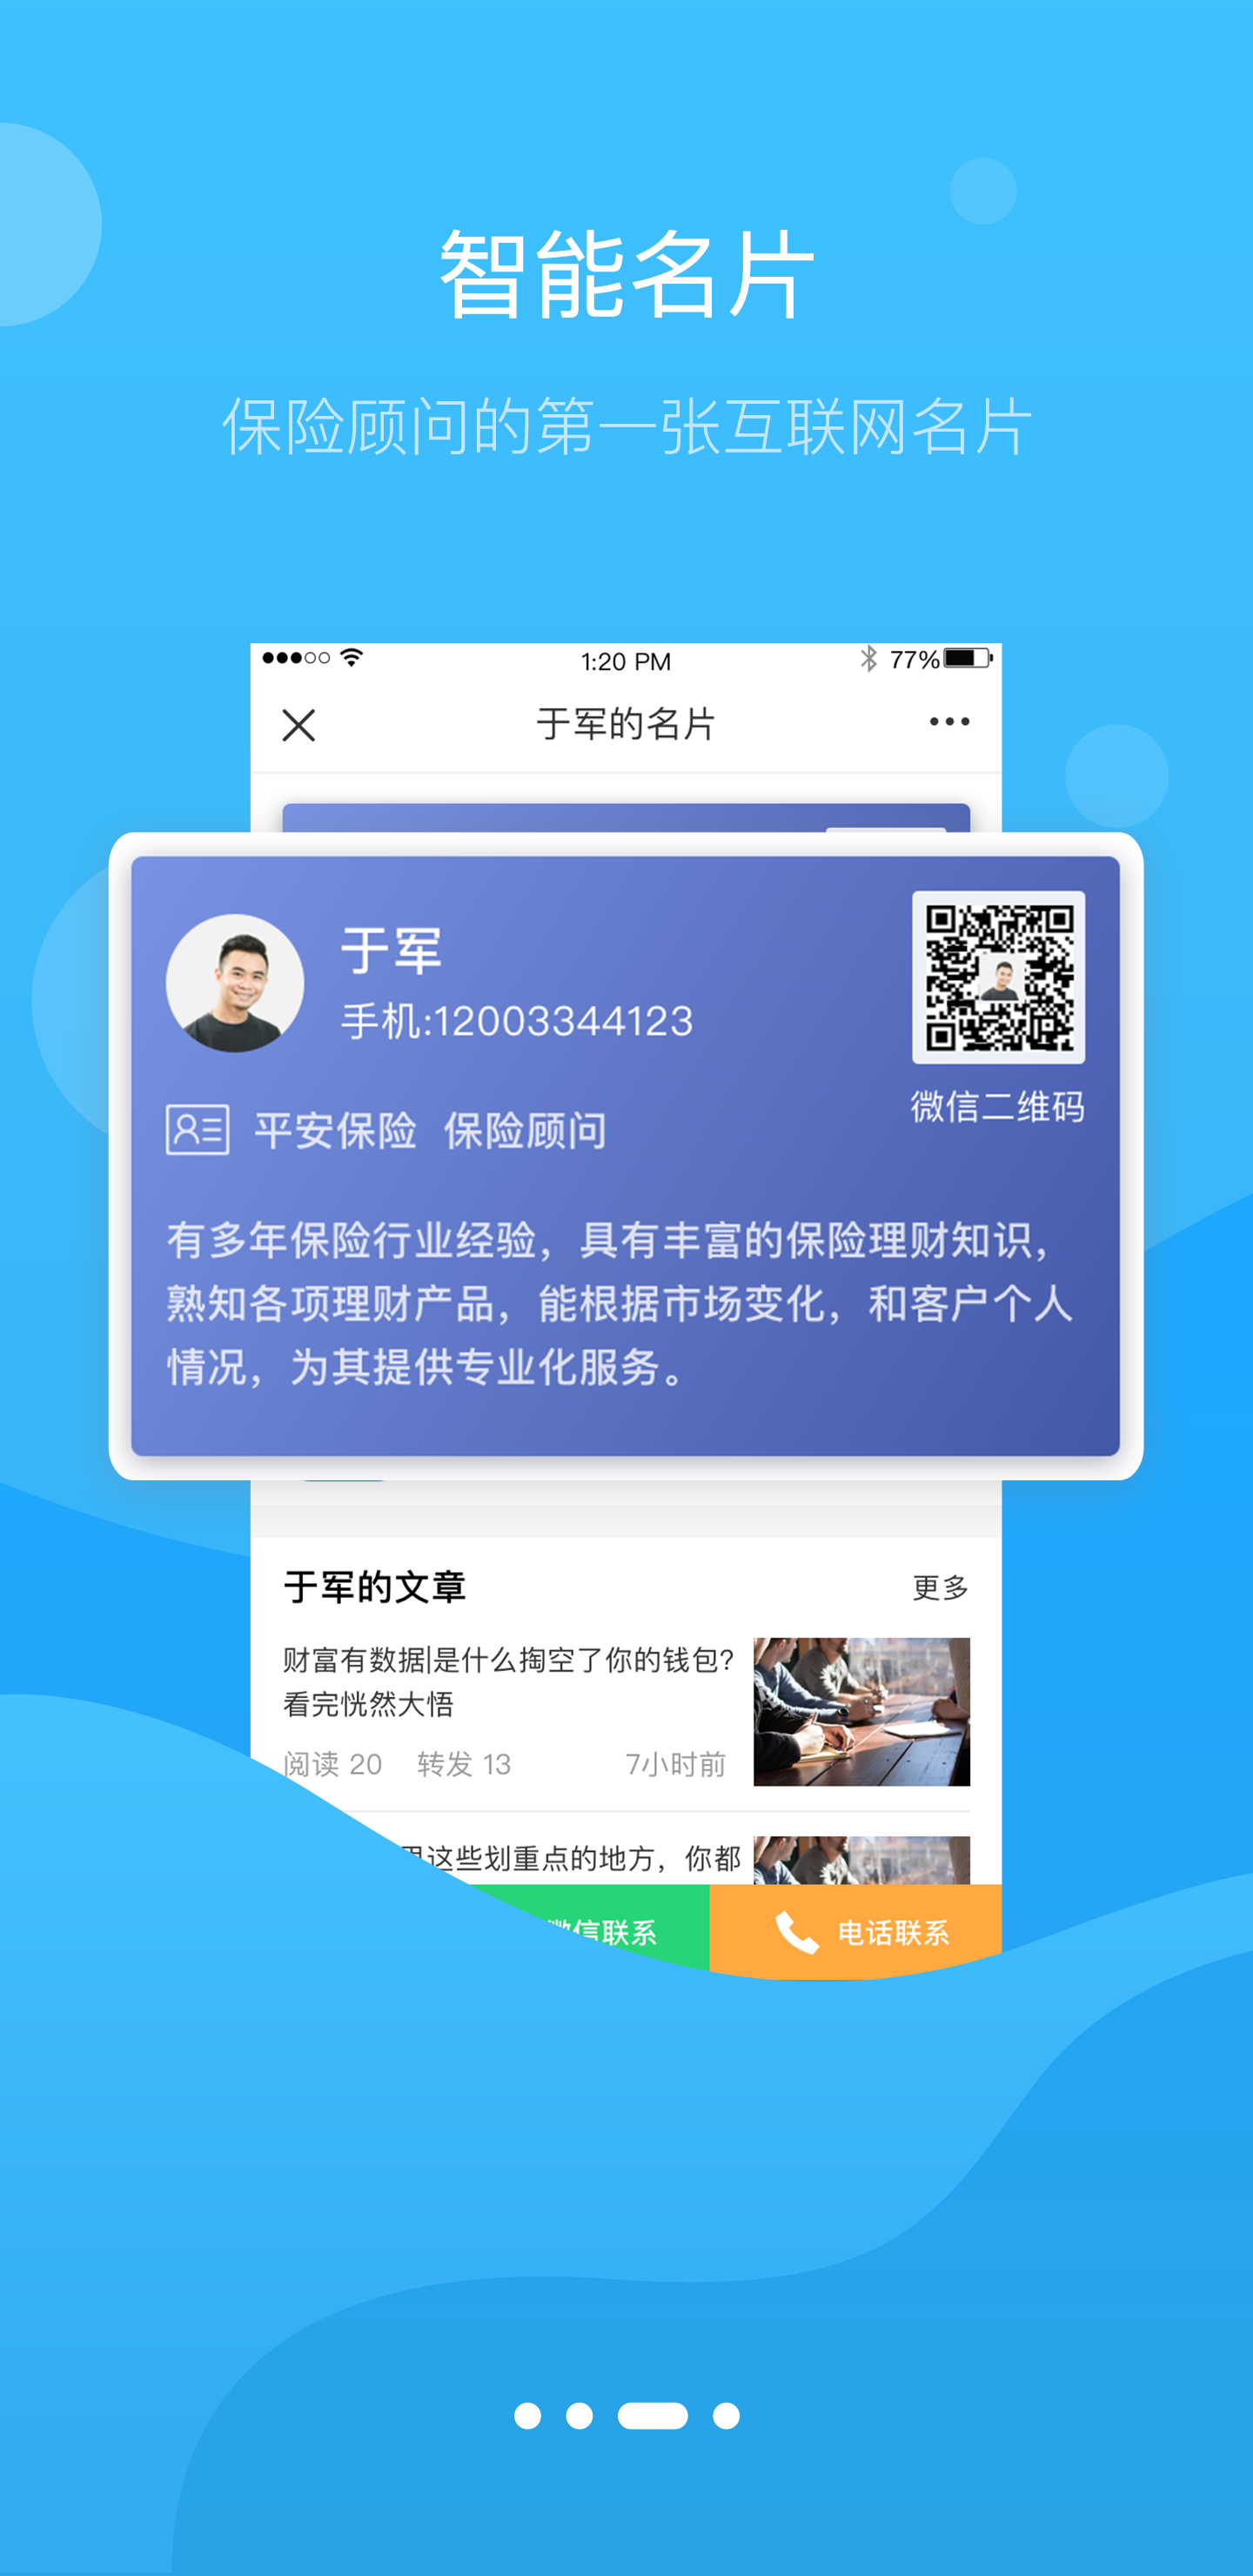 智能名片
保险顾问的第一张互联网名片
1:20 PM
77%
于军的名片
于军
手机:12003344123
微信二维码
平安保险 保险顾问
有多年保险行业经验，具有丰富的保险理财知识，
熟知各项理财产品，能根据市场变化，和客户个人
情况，为其提供专业化服务。
于军的文章
更多
财富有数据|是什么掏空了你的钱包?
看完恍然大悟
阅读 20 转发 13 7小时前
这些划重点的地方，你都
微信联系
电话联系